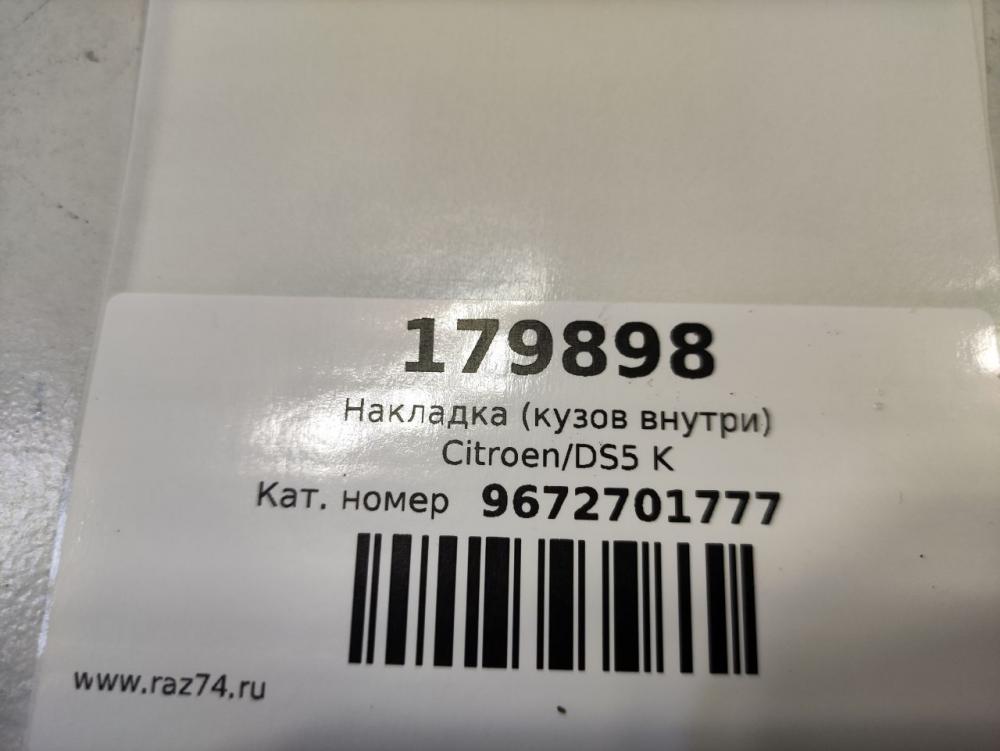 179898
Накладка (кузов внутри)
Citroen/DS5 K
Кат. номер 9672701777
www.raz74.ru